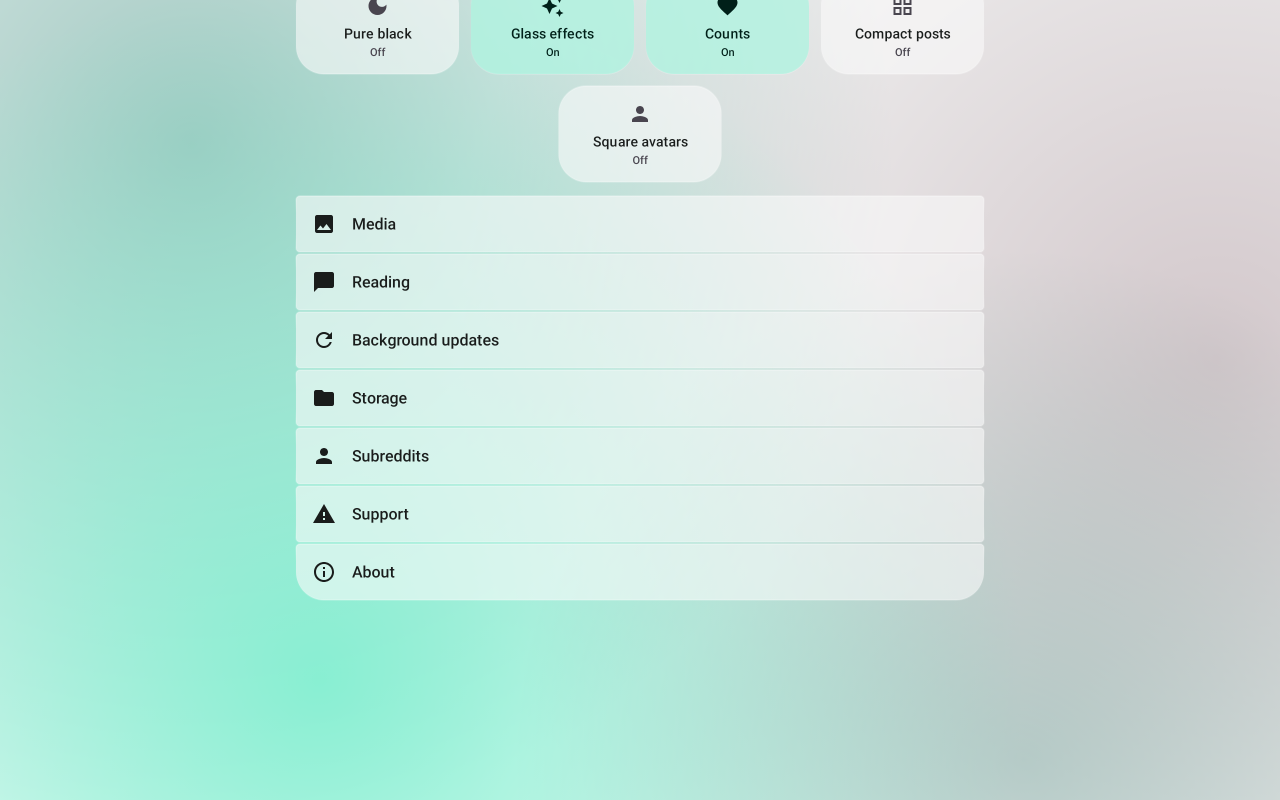 Pure black
Off
Glass effects
On
Counts
On
Compact posts
Off
Square avatars
Off
Media
Reading
Background updates
Storage
Subreddits
Support
About